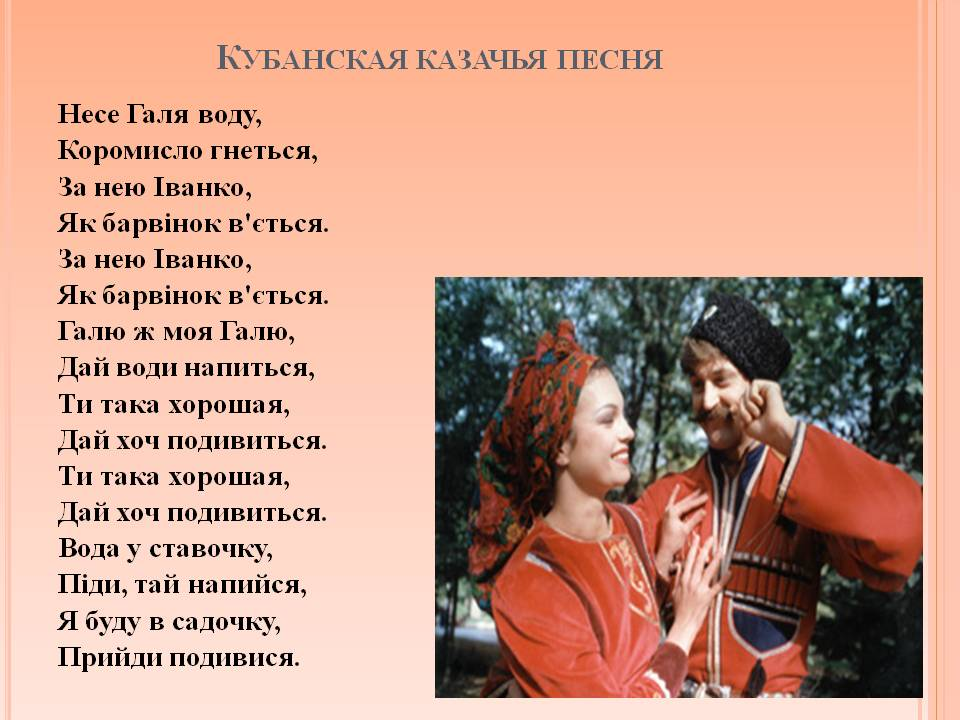 Кубанская казачья песня
Несе Галя воду,
Коромисло гнеться,
За нею Іванко,
Як барвінок в'ється.
За нею Іванко,
Як барвінок в'ється.
Галю ж моя Галю,
Дай води напиться,
Ти така хорошая,
Дай хоч подивиться.
Ти така хорошая,
Дай хоч подивиться.
Вода у ставочку,
Піди, тай напийся,
Я буду в садочку,
Прийди подивися.